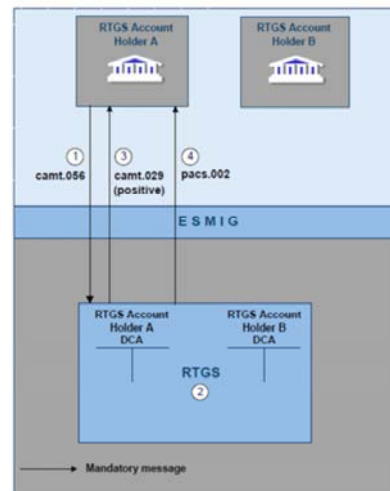 RTGS Account
Holder A
RTGS Account
Holder B
1
3
4
camt.056
camt.029
(positive)
pacs.002
ESMIG
RTGS Account
Holder A
DCA
RTGS Account
Holder B
DCA
RTGS
2
Mandatory message